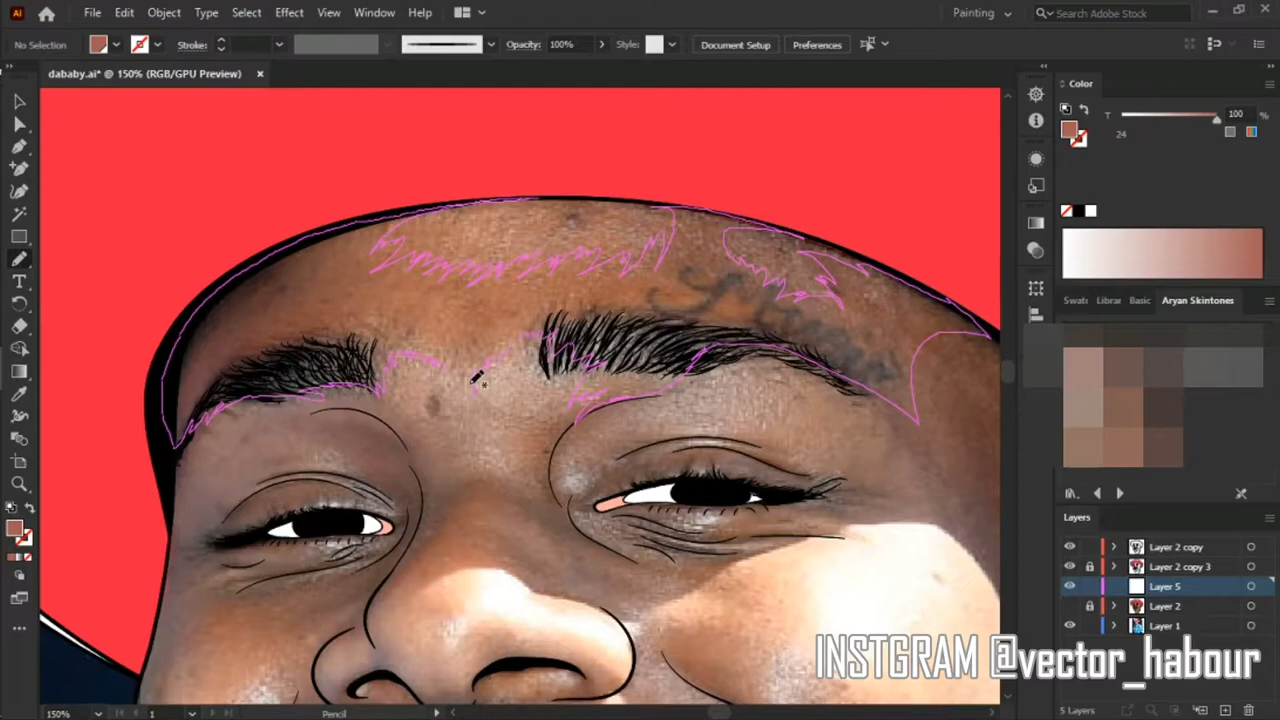 Ai File Edit Object Type Select Effect View Window Help Painting Search Adobe Stock
No Selection Stroke: Opacity: 100% Style: Document Setup Preferences
dababy.ai* @ 150% (RGB/GPU Preview)
Color
T 100 %
24
Swatc Librar Basic Aryan Skintones
Layers
Layer 2 copy
Layer 2 copy 3
Layer 5
Layer 2
Layer 1
INSTGRAM @vector_habour
150% 1 Pencil 5 Layers